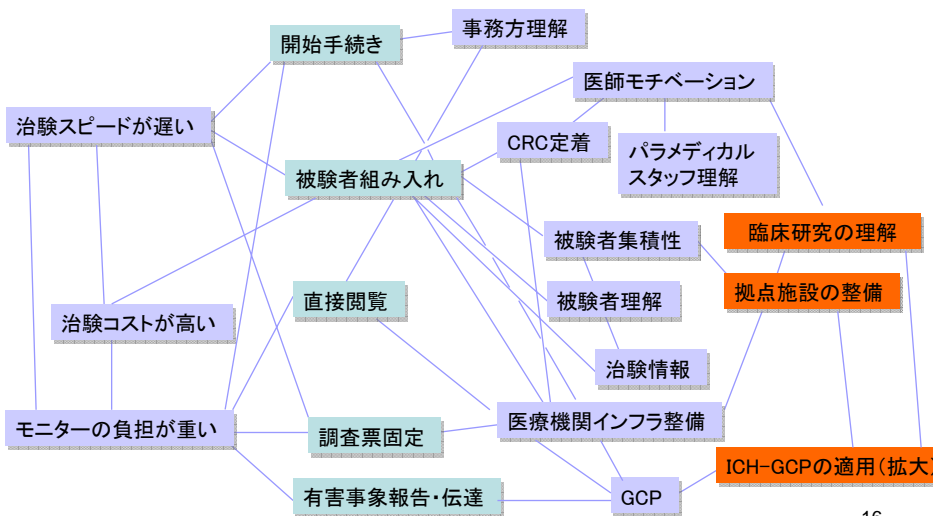 事務方理解
開始手続き
医師モチベーション
治験スピードが遅い
CRC定着
パラメディカル
スタッフ理解
被験者組み入れ
被験者集積性
臨床研究の理解
直接閲覧
被験者理解
拠点施設の整備
治験コストが高い
治験情報
医療機関インフラ整備
モニターの負担が重い
調査票固定
ICH-GCPの適用(拡大)
有害事象報告・伝達
GCP
16